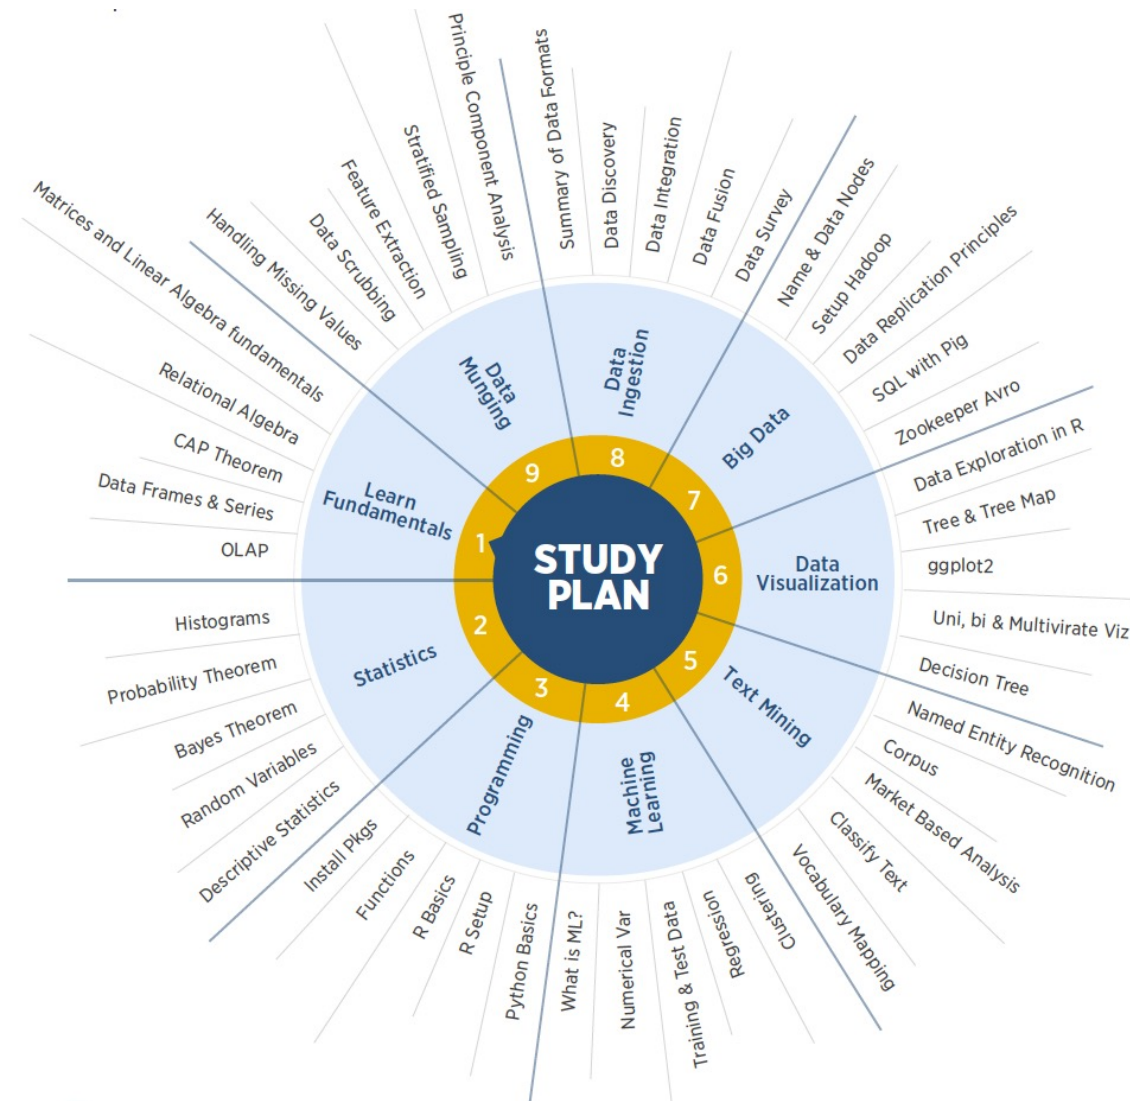 STUDY
PLAN
1
Learn
Fundamentals
Matrices and Linear Algebra fundamentals
Relational Algebra
CAP Theorem
Data Frames & Series
OLAP
2
Statistics
Histograms
Probability Theorem
Bayes Theorem
Random Variables
Descriptive Statistics
3
Programming
Install Pkgs
Functions
R Basics
R Setup
Python Basics
4
Machine
Learning
What is ML?
Numerical Var
Training & Test Data
Regression
Clustering
5
Text Mining
Vocabulary Mapping
Classify Text
Market Based Analysis
Corpus
Named Entity Recognition
6
Data
Visualization
Decision Tree
Uni, bi & Multivirate Viz
ggplot2
Tree & Tree Map
Data Exploration in R
7
Big Data
Zookeeper Avro
SQL with Pig
Data Replication Principles
Setup Hadoop
Name & Data Nodes
8
Data
Ingestion
Data Survey
Data Fusion
Data Integration
Data Discovery
Summary of Data Formats
9
Data
Munging
Principle Component Analysis
Stratified Sampling
Feature Extraction
Data Scrubbing
Handling Missing Values